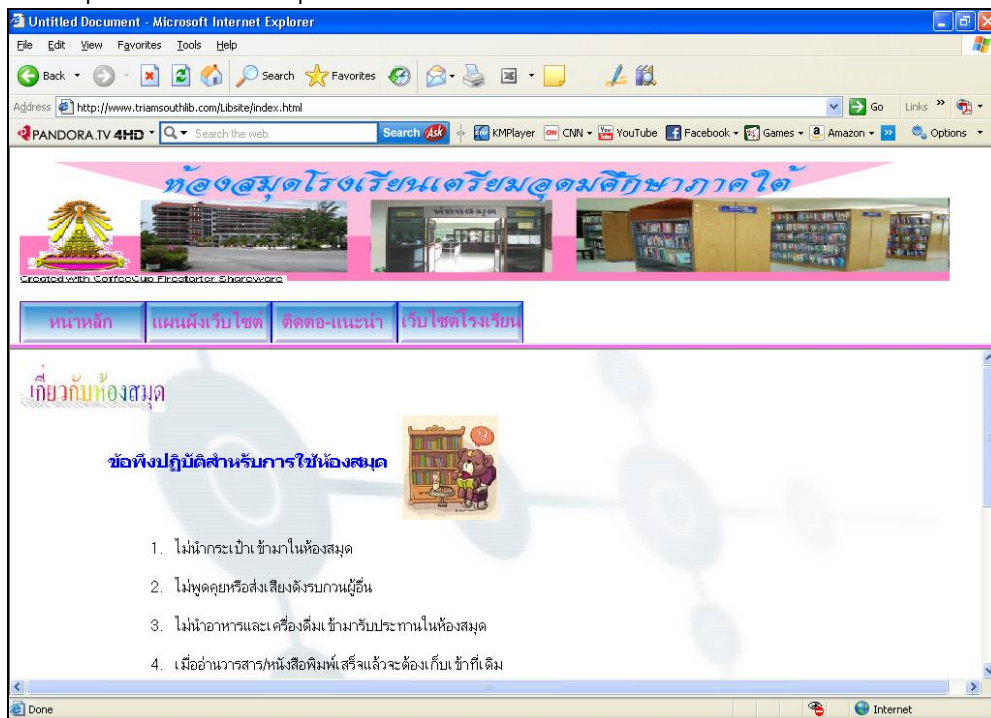 Untitled Document - Microsoft Internet Explorer
File Edit View Favorites Tools Help
Back Search Favorites
Address http://www.triamsouthlib.com/Libsite/index.html Go Links
PANDORA.TV 4HD Search the web Search Ask KMPlayer CNN YouTube Facebook Games Amazon Options
ห้องสมุดโรงเรียนเตรียมอุดมศึกษาภาคใต้
ห้องสมุด
Created with CoffeeCup Firestarter Shareware
หน้าหลัก แผนผังเว็บไซต์ ติดต่อ-แนะนำ เว็บไซต์โรงเรียน
เกี่ยวกับห้องสมุด
ข้อพึงปฏิบัติสำหรับการใช้ห้องสมุด
1. ไม่นำกระเป๋าเข้ามาในห้องสมุด
2. ไม่พูดคุยหรือส่งเสียงดังรบกวนผู้อื่น
3. ไม่นำอาหารและเครื่องดื่มเข้ามารับประทานในห้องสมุด
4. เมื่ออ่านวารสาร/หนังสือพิมพ์เสร็จแล้วจะต้องเก็บเข้าที่เดิม
Done Internet